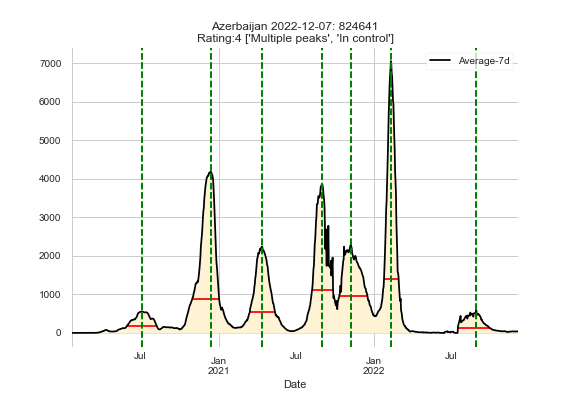 Azerbaijan 2022-12-07: 824641
Rating:4 ['Multiple peaks', 'In control']
Average-7d
7000
6000
5000
4000
3000
2000
1000
0
Jul
Jan
2021
Jul
Jan
2022
Jul
Date